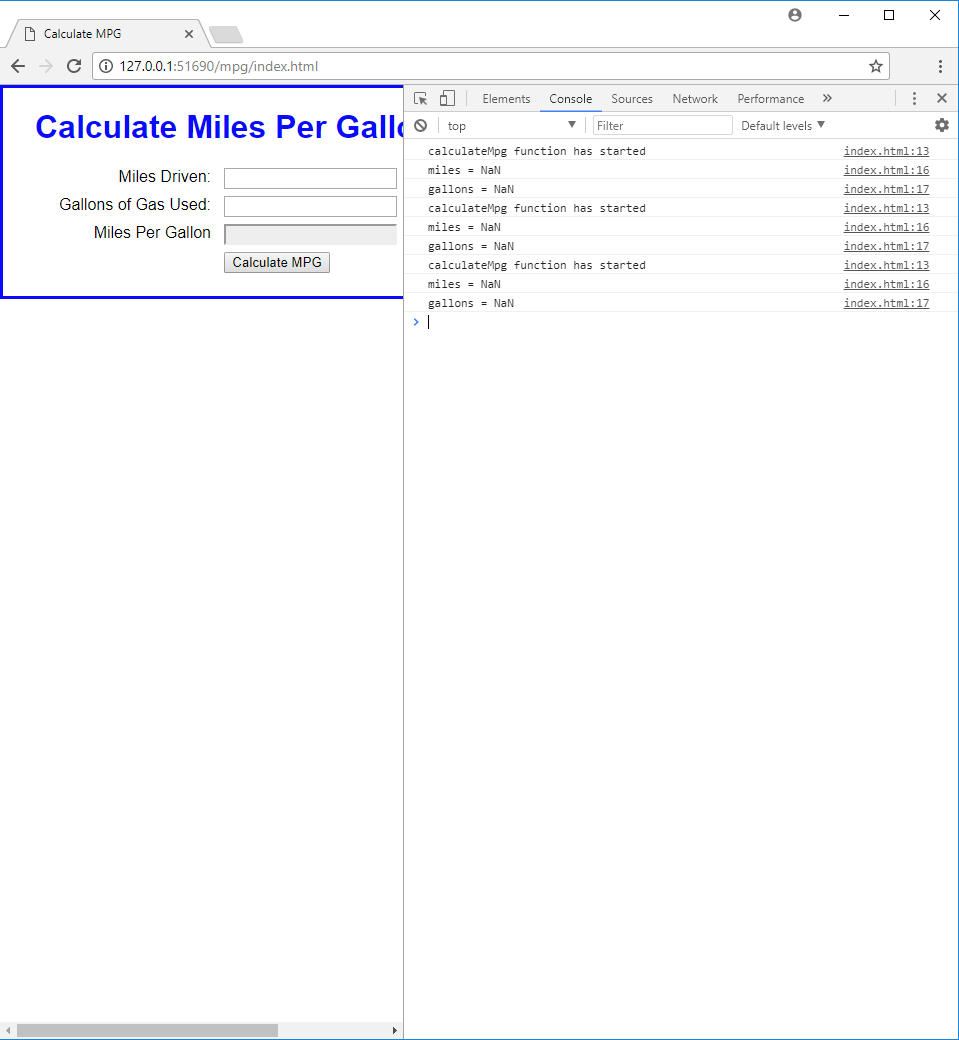 Calculate MPG
127.0.0.1:51690/mpg/index.html
Calculate Miles Per Gallo
Miles Driven:
Gallons of Gas Used:
Miles Per Gallon
Calculate MPG
Elements Console Sources Network Performance »
top ▼ Filter Default levels ▼
calculateMpg function has started index.html:13
miles = NaN index.html:16
gallons = NaN index.html:17
calculateMpg function has started index.html:13
miles = NaN index.html:16
gallons = NaN index.html:17
calculateMpg function has started index.html:13
miles = NaN index.html:16
gallons = NaN index.html:17
>